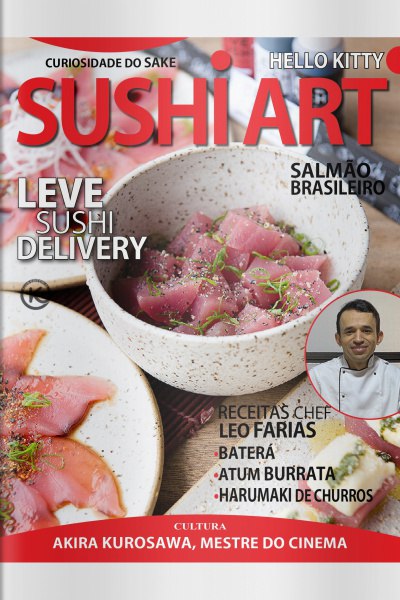 CURIOSIDADE DO SAKE
HELLO KITTY
SUSHI ART
SALMÃO
BRASILEIRO
LEVE
SUSHI
DELIVERY
K
RECEITAS CHEF
LEO FARIAS
•BATERÁ
•ATUM BURRATA
•HARUMAKI DE CHURROS
CULTURA
AKIRA KUROSAWA, MESTRE DO CINEMA